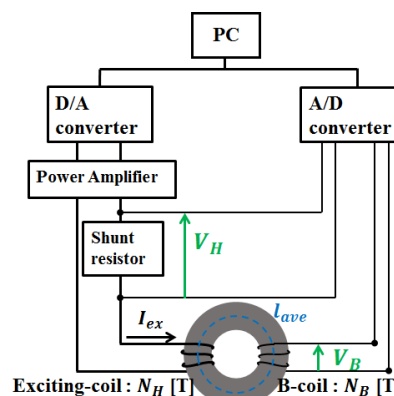 PC
D/A
converter
A/D
converter
Power Amplifier
Shunt
resistor
V_H
I_ex
l_ave
V_B
Exciting-coil : N_H [T]
B-coil : N_B [T]